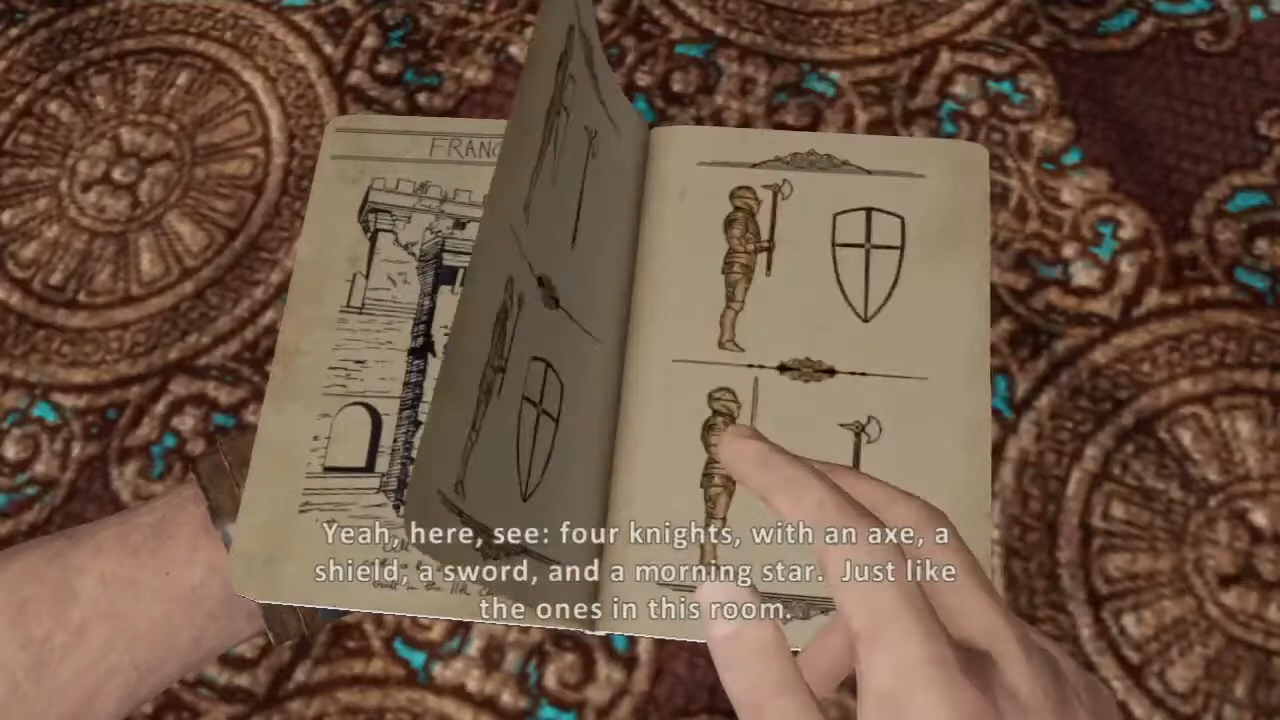 FRANC
Yeah, here, see: four knights, with an axe, a
shield, a sword, and a morning star. Just like
the ones in this room.